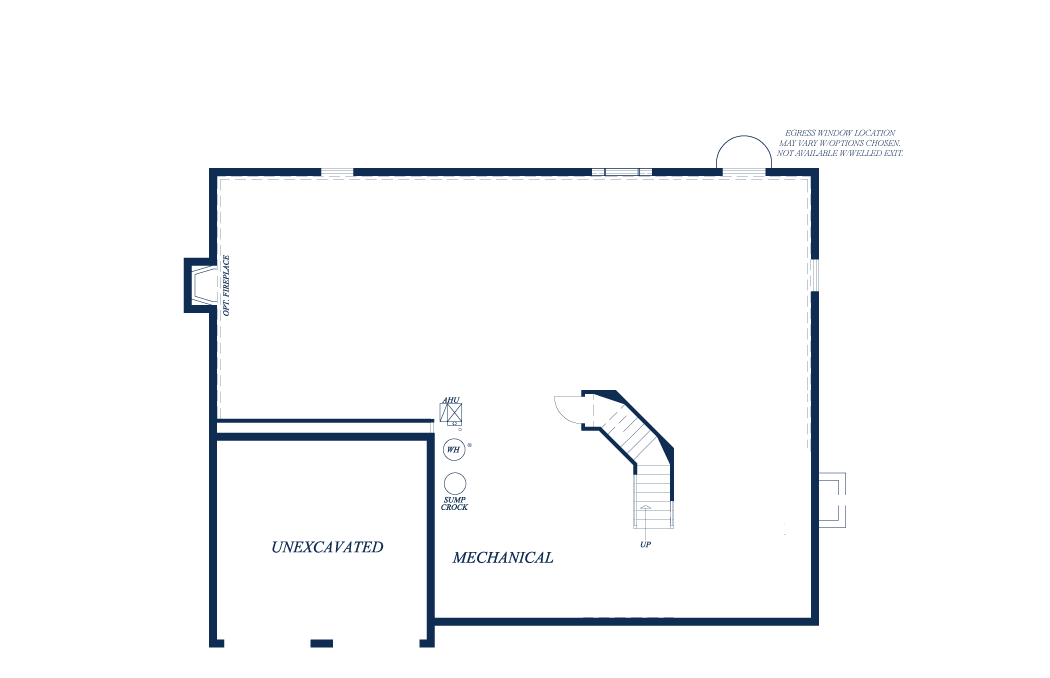 EGRESS WINDOW LOCATION
MAY VARY W/OPTIONS CHOSEN.
NOT AVAILABLE W/WELLED EXIT.
OPT. FIREPLACE
AHU
WH
SUMP
CROCK
UNEXCAVATED
MECHANICAL
UP